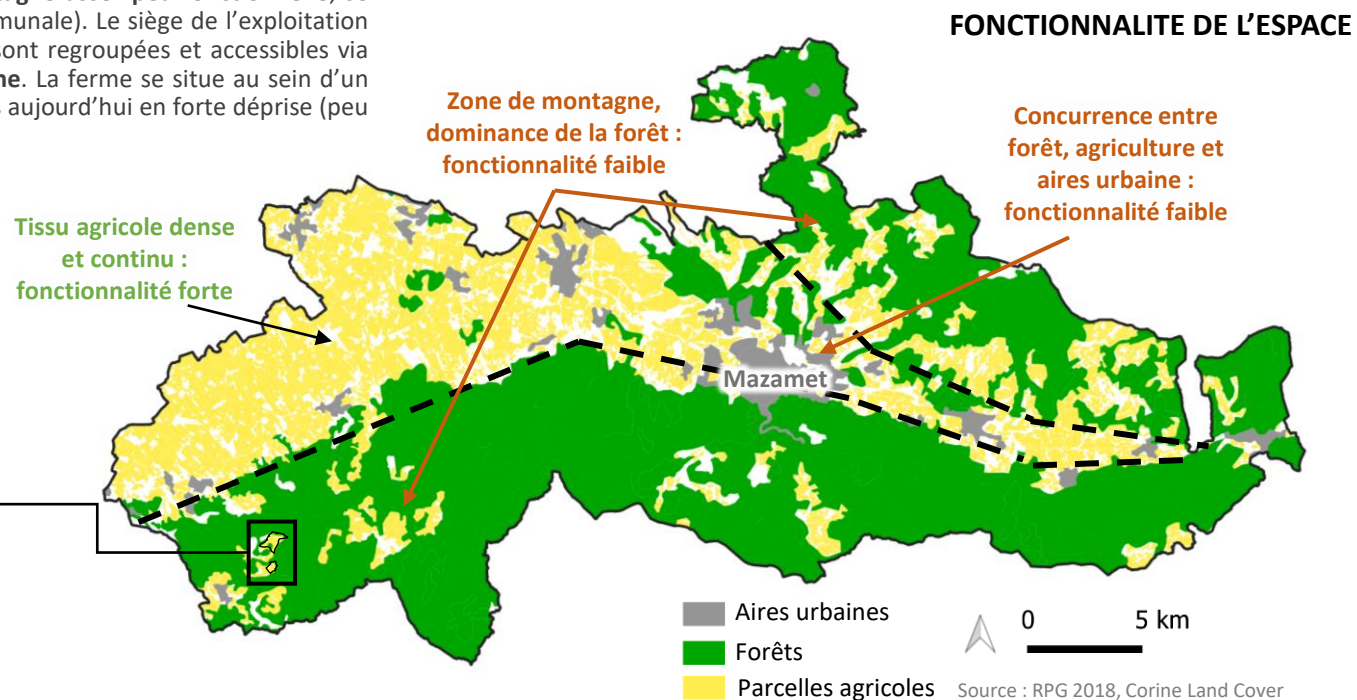 sont regroupées et accessibles via
ne. La ferme se situe au sein d'un
aujourd'hui en forte déprise (peu
FONCTIONNALITE DE L'ESPACE
Zone de montagne,
dominance de la forêt :
fonctionnalité faible
Concurrence entre
forêt, agriculture et
aires urbaine :
fonctionnalité faible
Tissu agricole dense
et continu :
fonctionnalité forte
Mazamet
Aires urbaines
Forêts
Parcelles agricoles
0 5 km
Source : RPG 2018, Corine Land Cover
munale). Le siège de l'exploitation